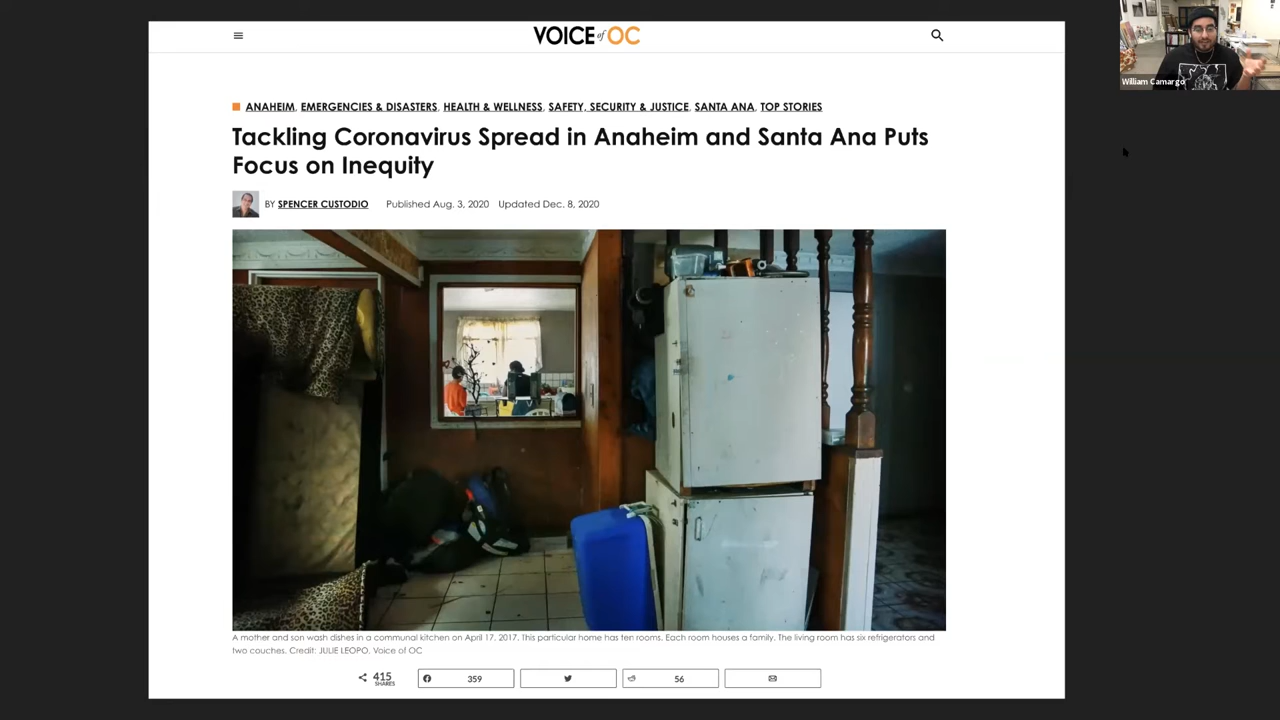 VOICE of OC
William Camargo
ANAHEIM, EMERGENCIES & DISASTERS, HEALTH & WELLNESS, SAFETY, SECURITY & JUSTICE, SANTA ANA, TOP STORIES
Tackling Coronavirus Spread in Anaheim and Santa Ana Puts
Focus on Inequity
BY SPENCER CUSTODIO Published Aug. 3, 2020 Updated Dec. 8, 2020
A mother and son wash dishes in a communal kitchen on April 17, 2017. This particular home has ten rooms. Each room houses a family. The living room has six refrigerators and
two couches. Credit: JULIE LEOPO, Voice of OC
415
SHARES
359
56